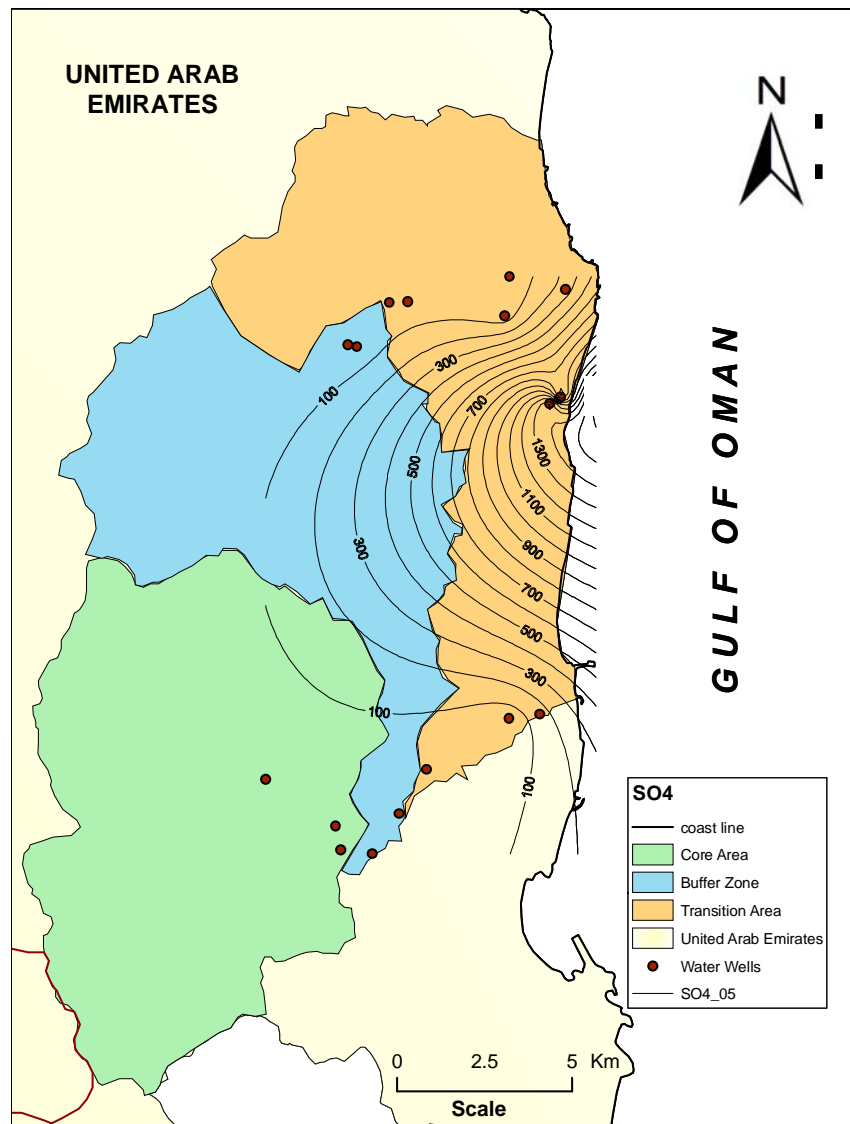 UNITED ARAB
EMIRATES
N
GULF OF OMAN
300
100
700
500
1300
1100
300
900
700
500
300
100
100
SO4
coast line
Core Area
Buffer Zone
Transition Area
United Arab Emirates
Water Wells
SO4_05
0 2.5 5 Km
Scale